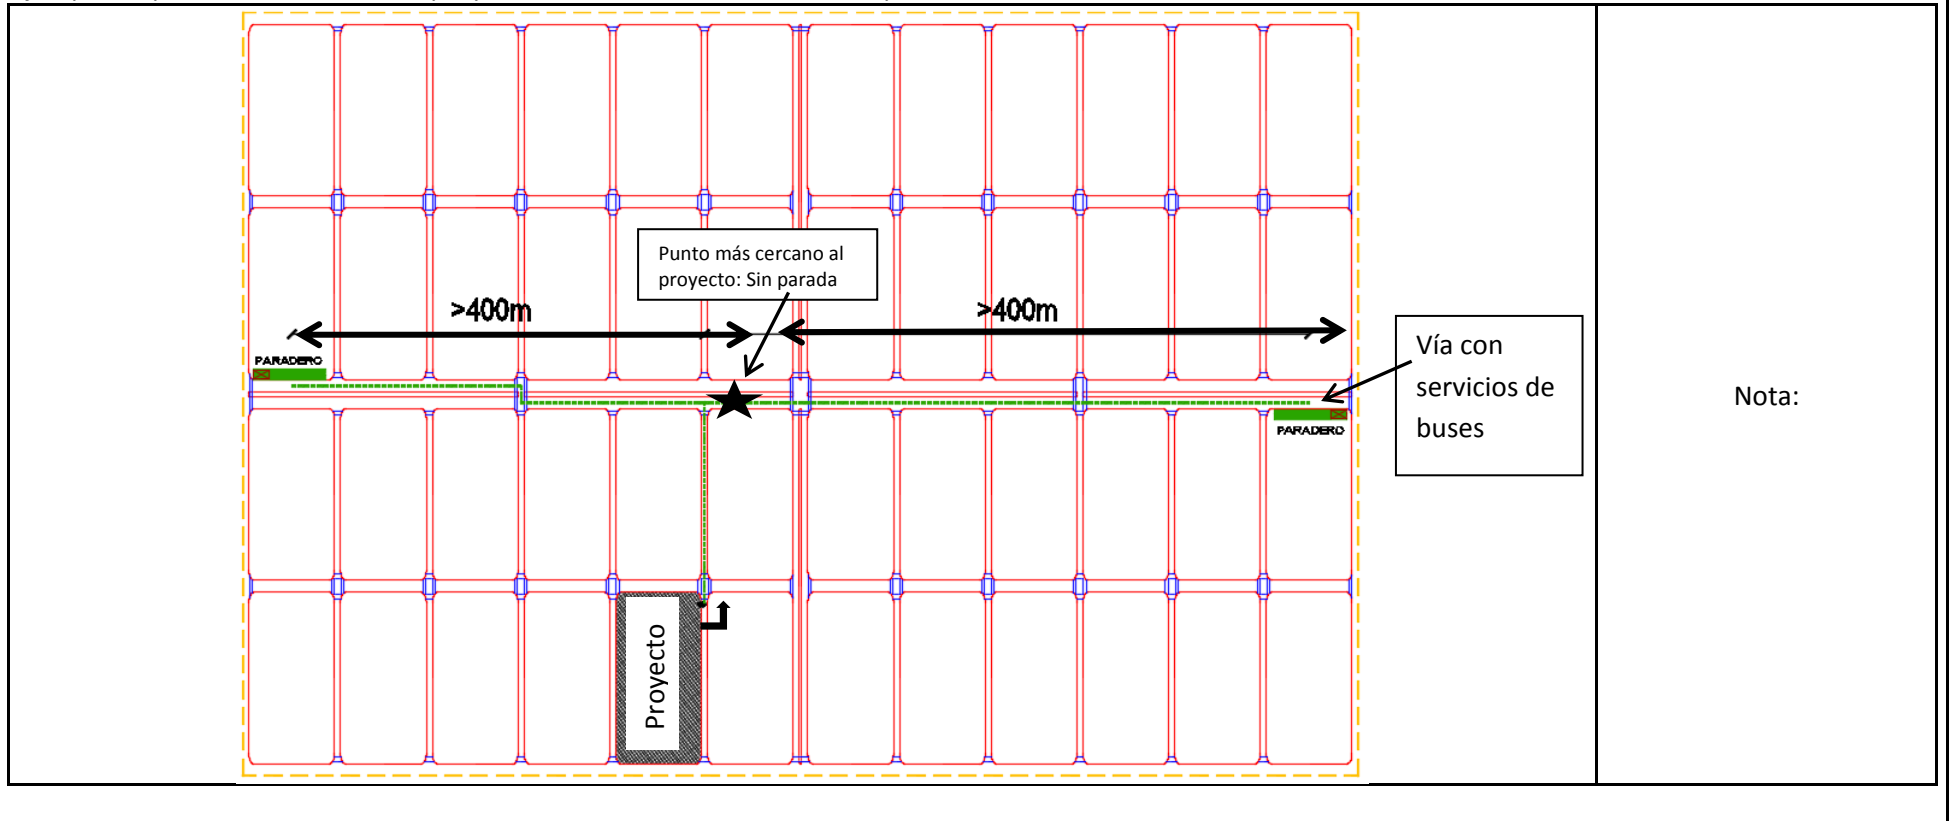 Punto más cercano al
proyecto: Sin parada
>400m
>400m
PARADERO
Vía con
servicios de
buses
Nota:
PARADERO
Proyecto